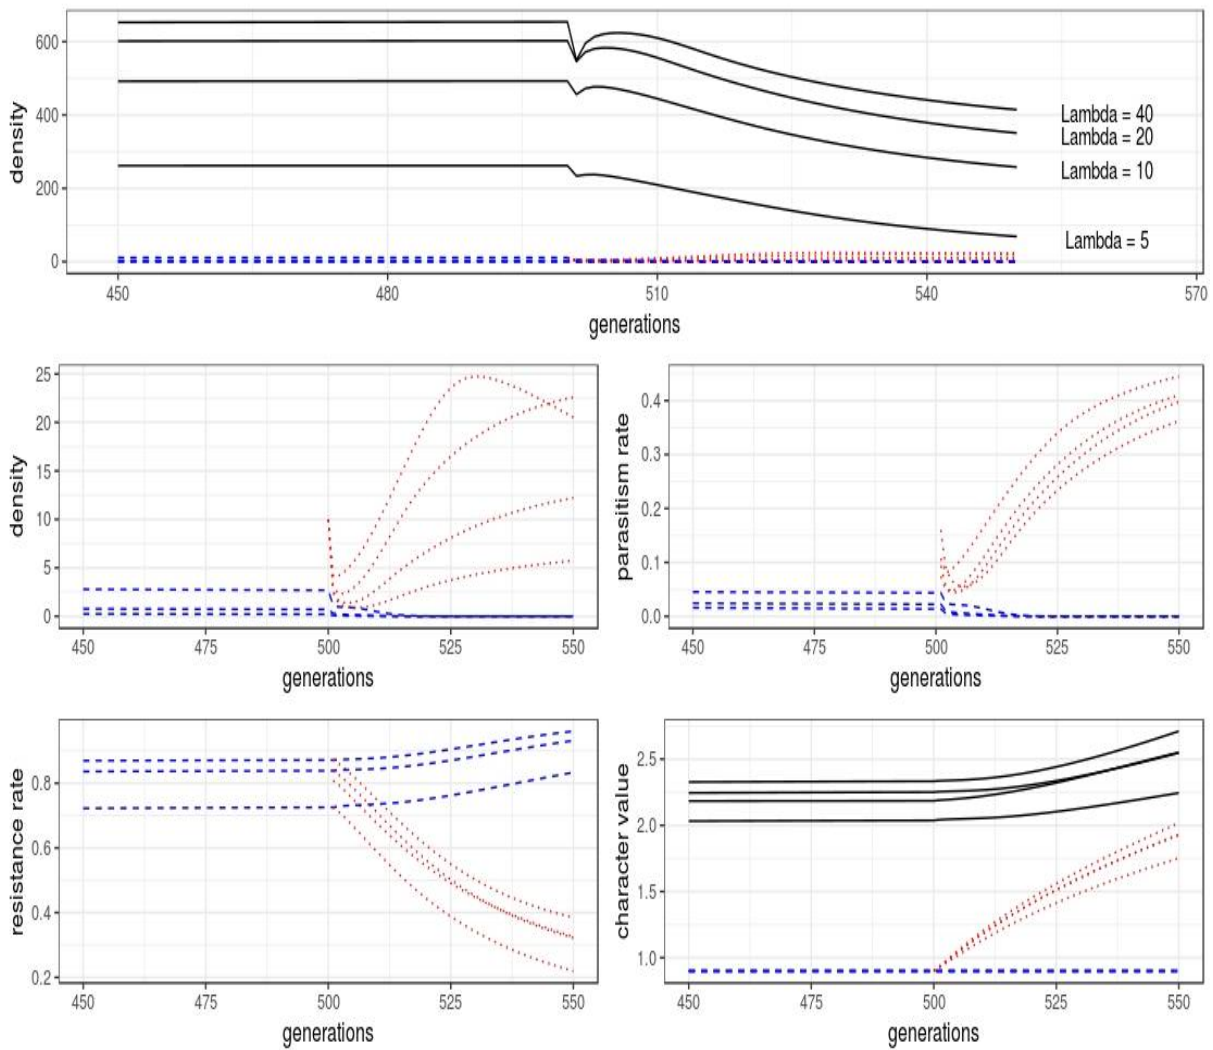 density
600
400
200
0
Lambda = 40
Lambda = 20
Lambda = 10
Lambda = 5
450 480 510 540 570
generations
density
25
20
15
10
5
0
450 475 500 525 550
generations
parasitism rate
0.4
0.3
0.2
0.1
0.0
450 475 500 525 550
generations
resistance rate
0.8
0.6
0.4
0.2
450 475 500 525 550
generations
character value
2.5
2.0
1.5
1.0
450 475 500 525 550
generations